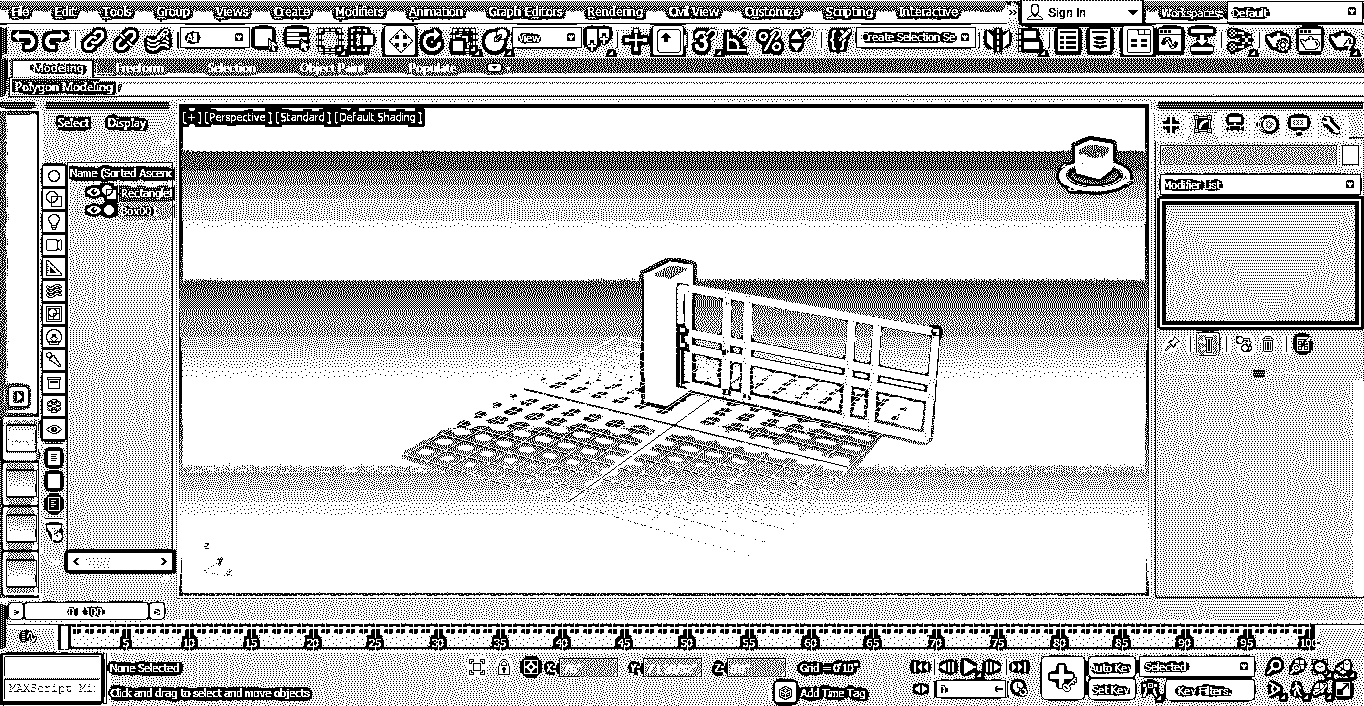 File Edit Tools Group Views Create Modifiers Animation Graph Editors Rendering Civil View Customize Scripting Interactive » Sign In Workspaces: Default
All View Create Selection Se
Modeling Freeform Selection Object Paint Populate
Polygon Modeling
[+] [Perspective ] [Standard ] [Default Shading ]
Select Display
Name (Sorted Ascend
Rectangle
Box001
Modifier List
z
0 / 100
5 10 15 20 25 30 35 40 45 50 55 60 65 70 75 80 85 90 95 100
None Selected X: Y: Z: Grid = 0'10" Auto Key Selected
MAXScript Mi Click and drag to select and move objects Add Time Tag Set Key Key Filters...